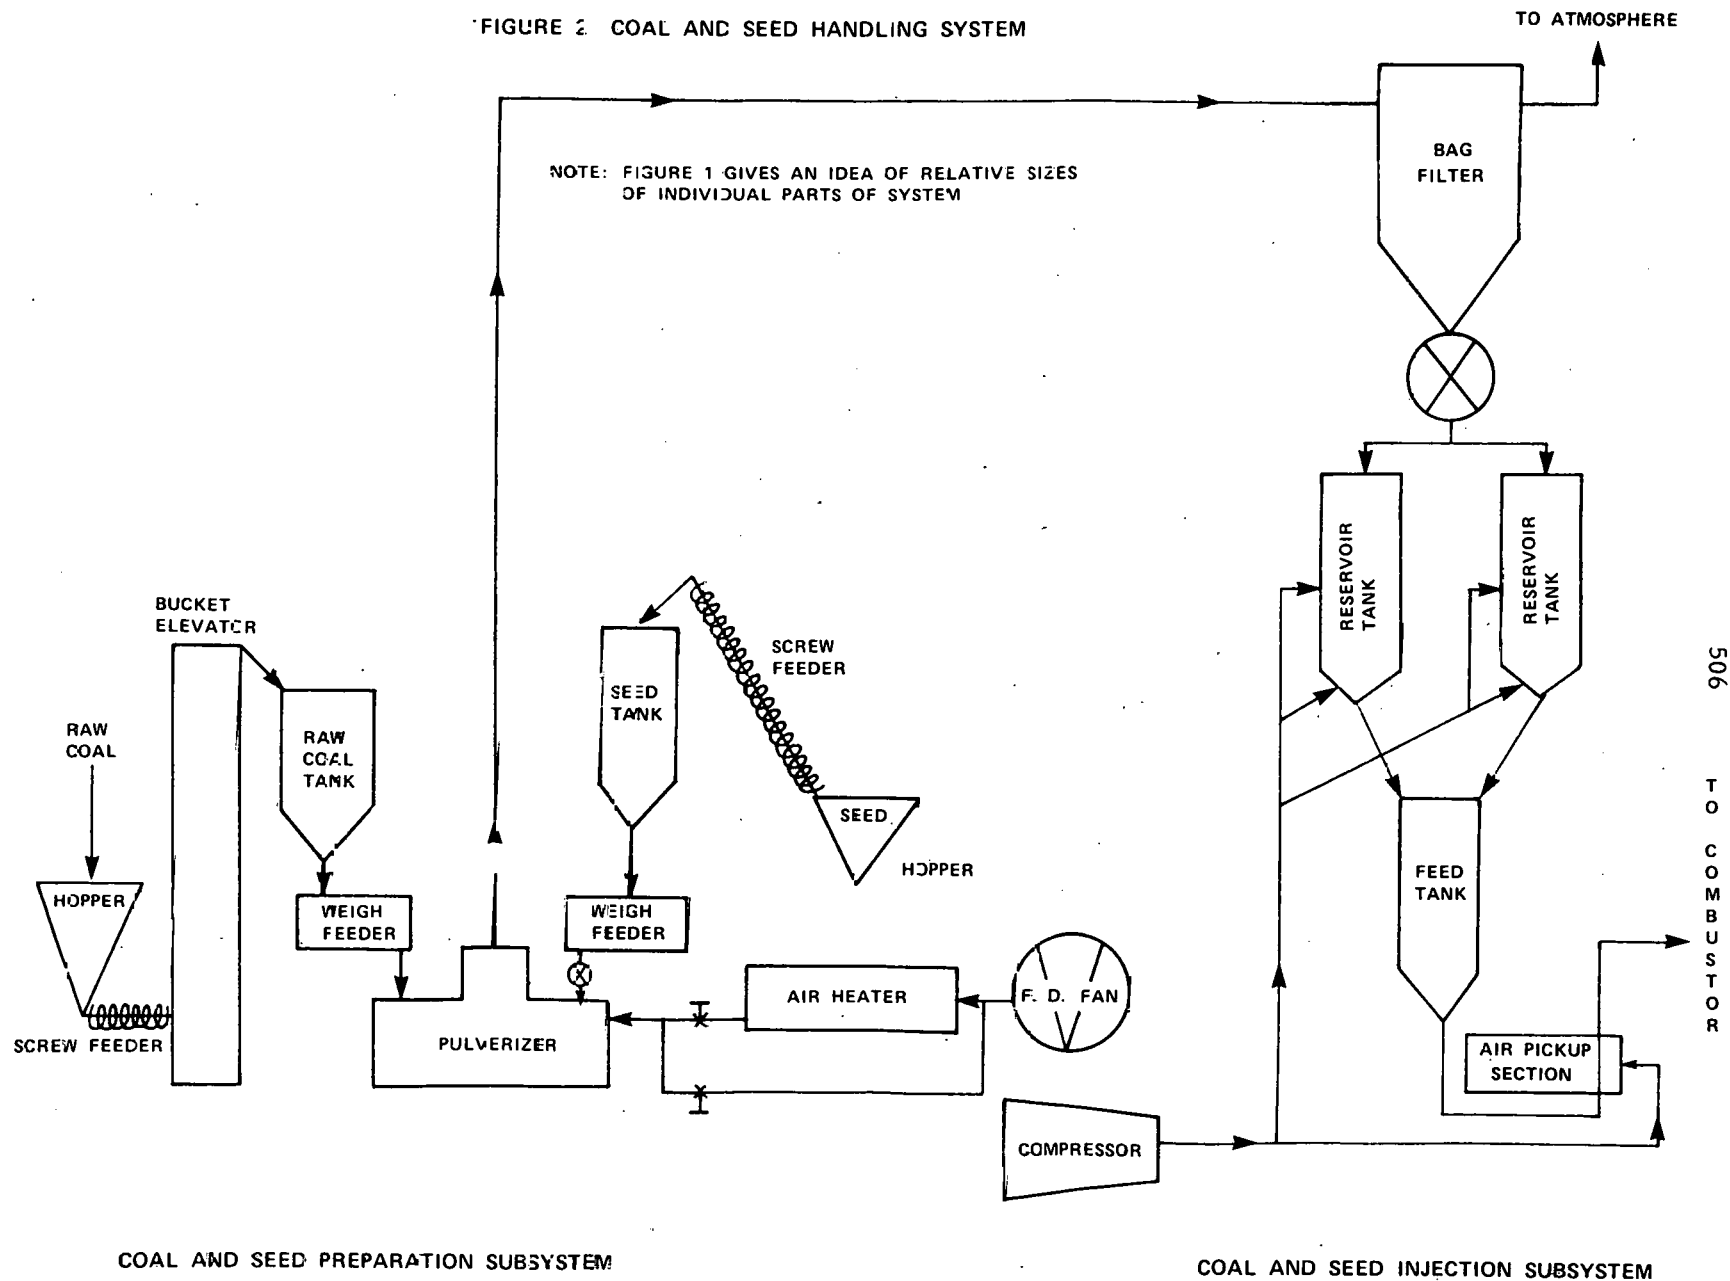 FIGURE 2 COAL AND SEED HANDLING SYSTEM
TO ATMOSPHERE
NOTE: FIGURE 1 GIVES AN IDEA OF RELATIVE SIZES
OF INDIVIDUAL PARTS OF SYSTEM
BAG
FILTER
RESERVOIR
TANK
RESERVOIR
TANK
BUCKET
ELEVATOR
SCREW
FEEDER
SEED
TANK
RAW
COAL
RAW
COAL
TANK
SEED
HOPPER
HOPPER
WEIGH
FEEDER
WEIGH
FEEDER
FEED
TANK
AIR HEATER
F. D. FAN
SCREW FEEDER
PULVERIZER
AIR PICKUP
SECTION
COMPRESSOR
506
TO COMBUSTOR
COAL AND SEED PREPARATION SUBSYSTEM
COAL AND SEED INJECTION SUBSYSTEM